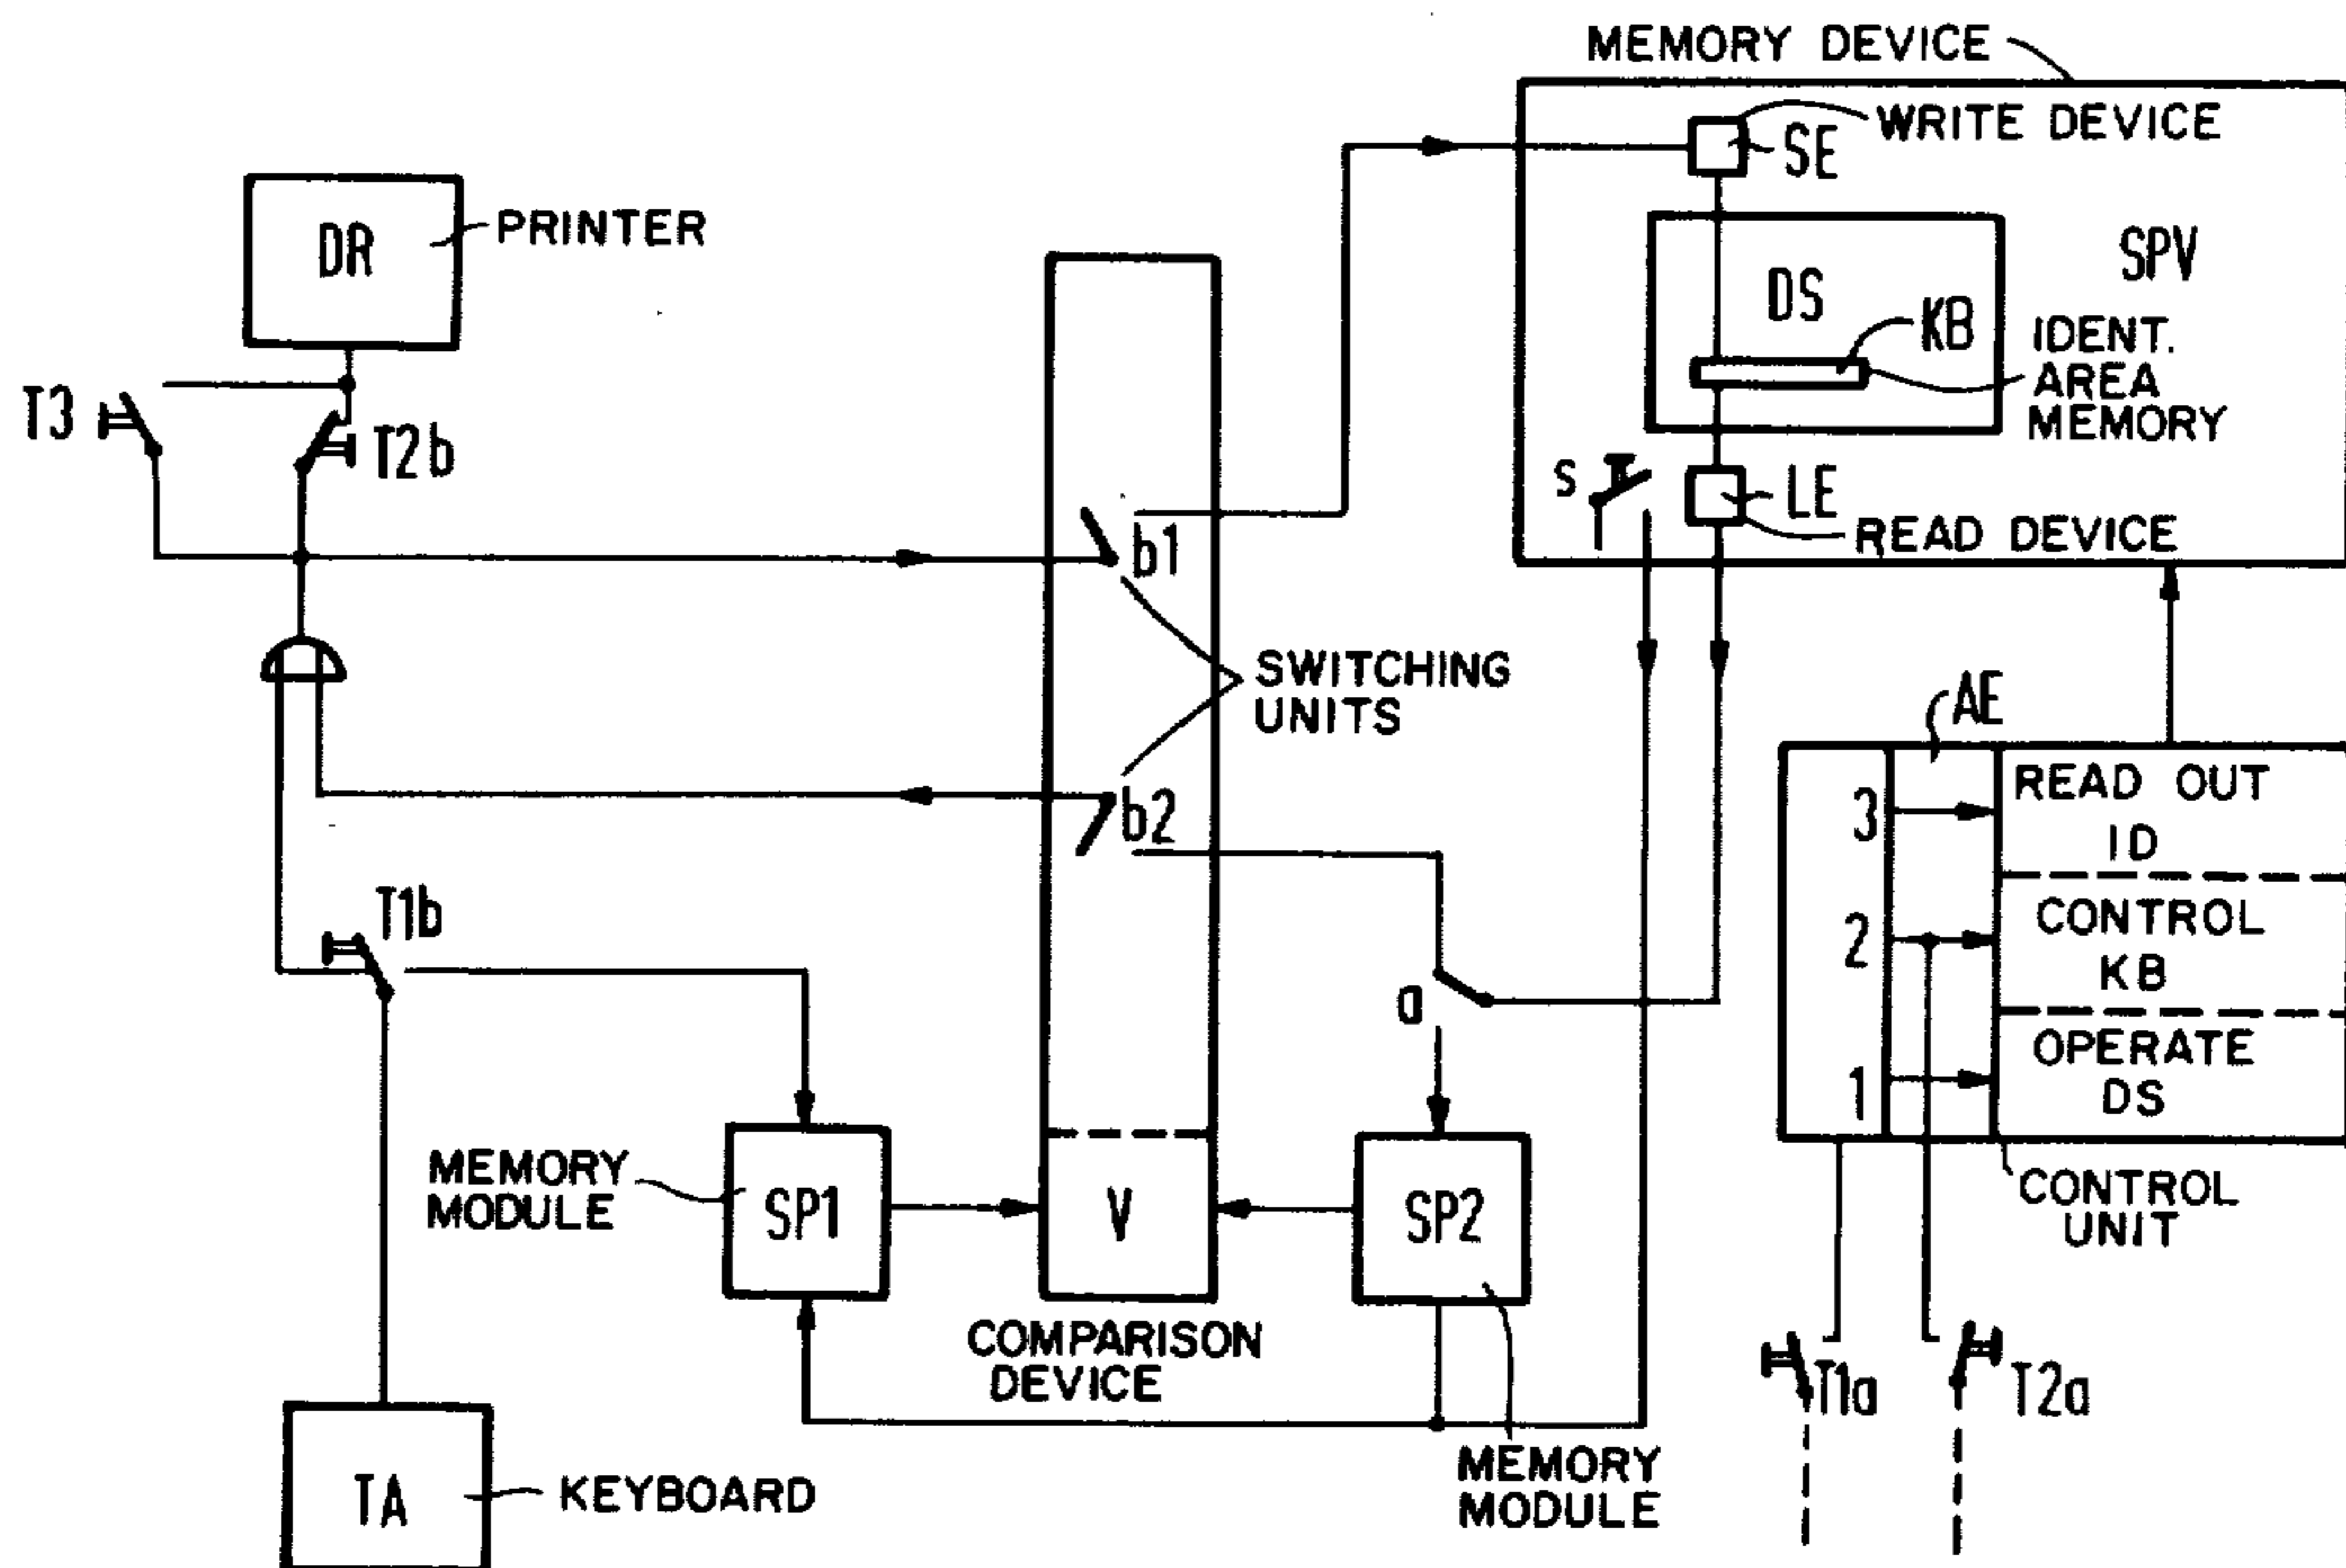 MEMORY DEVICE
WRITE DEVICE
SE
DR
PRINTER
SPV
DS
KB
IDENT.
AREA
MEMORY
T3
T2b
s
LE
READ DEVICE
b1
SWITCHING
UNITS
AE
b2
3
READ OUT
ID
T1b
2
CONTROL
KB
a
1
OPERATE
DS
MEMORY
MODULE
SP1
V
SP2
CONTROL
UNIT
COMPARISON
DEVICE
T1a
T2a
MEMORY
MODULE
TA
KEYBOARD